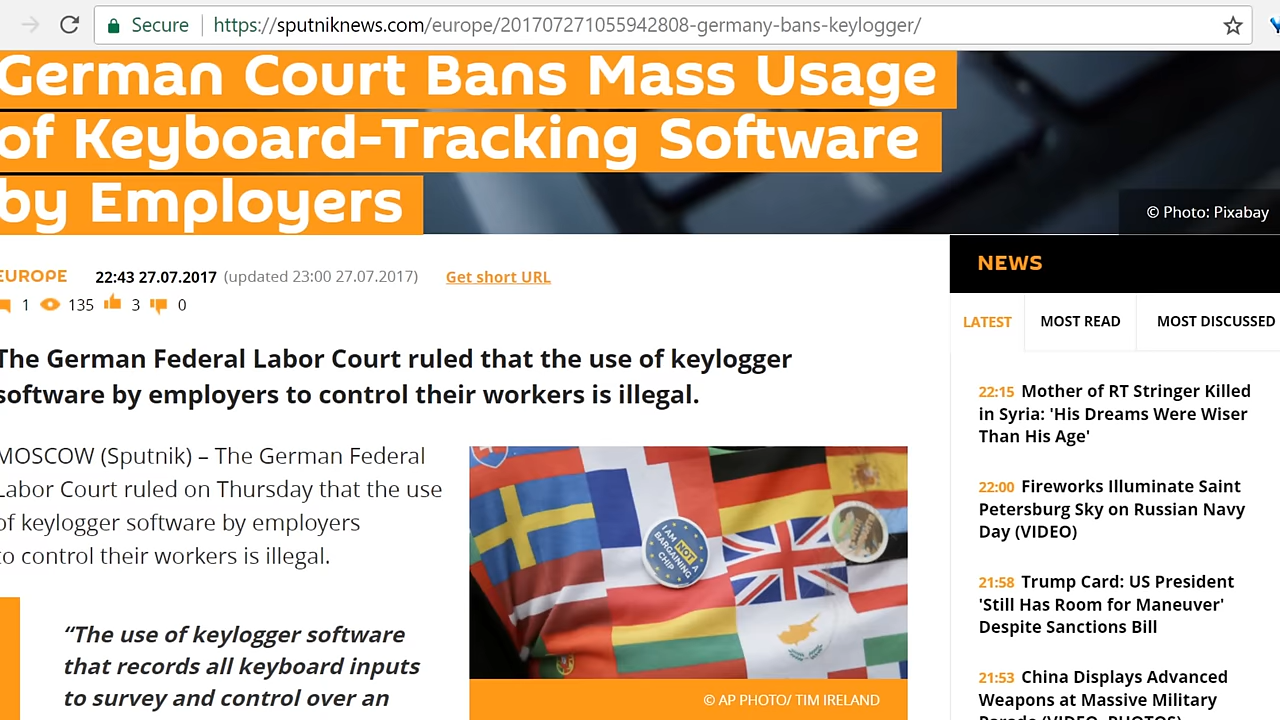 Secure
https://sputniknews.com/europe/201707271055942808-germany-bans-keylogger/
German Court Bans Mass Usage
of Keyboard-Tracking Software
by Employers
© Photo: Pixabay
EUROPE 22:43 27.07.2017 (updated 23:00 27.07.2017) Get short URL
1 135 3 0
The German Federal Labor Court ruled that the use of keylogger
software by employers to control their workers is illegal.
MOSCOW (Sputnik) – The German Federal
Labor Court ruled on Thursday that the use
of keylogger software by employers
to control their workers is illegal.
“The use of keylogger software
that records all keyboard inputs
to survey and control over an
I AM NOT A
BARGAINING
CHIP
© AP PHOTO/ TIM IRELAND
NEWS
LATEST MOST READ MOST DISCUSSED
22:15 Mother of RT Stringer Killed
in Syria: 'His Dreams Were Wiser
Than His Age'
22:00 Fireworks Illuminate Saint
Petersburg Sky on Russian Navy
Day (VIDEO)
21:58 Trump Card: US President
'Still Has Room for Maneuver'
Despite Sanctions Bill
21:53 China Displays Advanced
Weapons at Massive Military
Parade (VIDEO, PHOTOS)